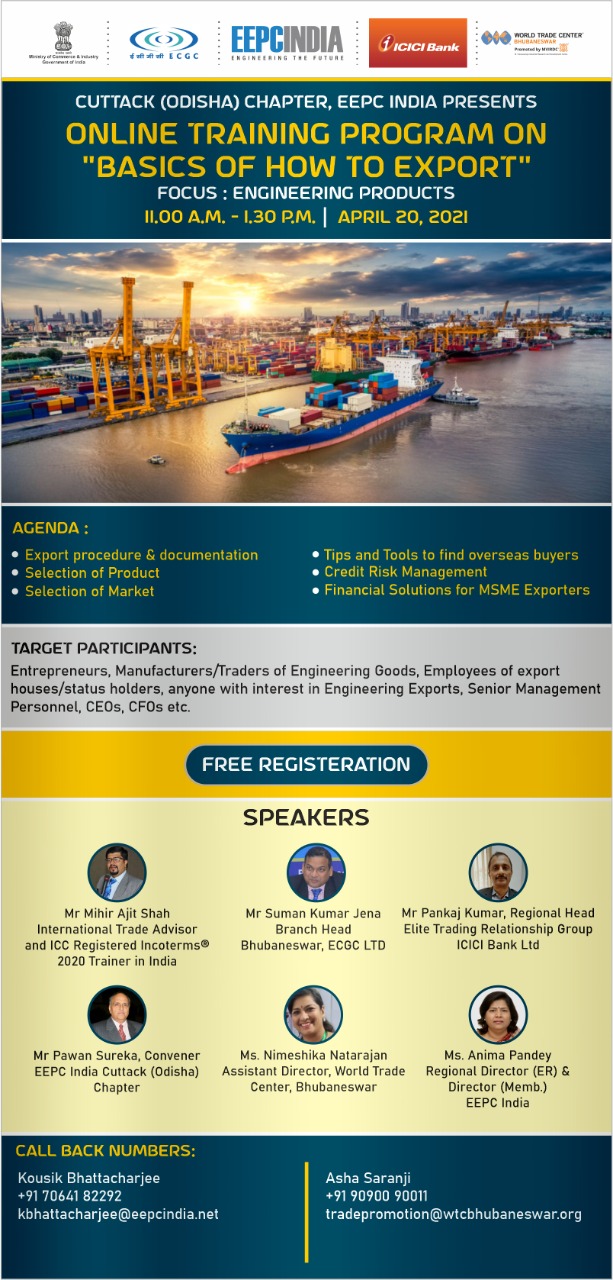 Ministry of Commerce & Industry
Government of India
ई सी जी सी ECGC
EEPCINDIA
ENGINEERING THE FUTURE
ICICI Bank
WORLD TRADE CENTER
BHUBANESWAR
CUTTACK (ODISHA) CHAPTER, EEPC INDIA PRESENTS
ONLINE TRAINING PROGRAM ON
"BASICS OF HOW TO EXPORT"
FOCUS : ENGINEERING PRODUCTS
11.00 A.M. - 1.30 P.M. | APRIL 20, 2021
AGENDA :
• Export procedure & documentation
• Selection of Product
• Selection of Market
• Tips and Tools to find overseas buyers
• Credit Risk Management
• Financial Solutions for MSME Exporters
TARGET PARTICIPANTS:
Entrepreneurs, Manufacturers/Traders of Engineering Goods, Employees of export
houses/status holders, anyone with interest in Engineering Exports, Senior Management
Personnel, CEOs, CFOs etc.
FREE REGISTERATION
SPEAKERS
Mr Mihir Ajit Shah
International Trade Advisor
and ICC Registered Incoterms®
2020 Trainer in India
Mr Suman Kumar Jena
Branch Head
Bhubaneswar, ECGC LTD
Mr Pankaj Kumar, Regional Head
Elite Trading Relationship Group
ICICI Bank Ltd
Mr Pawan Sureka, Convener
EEPC India Cuttack (Odisha)
Chapter
Ms. Nimeshika Natarajan
Assistant Director, World Trade
Center, Bhubaneswar
Ms. Anima Pandey
Regional Director (ER) &
Director (Memb.)
EEPC India
CALL BACK NUMBERS:
Kousik Bhattacharjee
+91 70641 82292
kbhattacharjee@eepcindia.net
Asha Saranji
+91 90900 90011
tradepromotion@wtcbhubaneswar.org